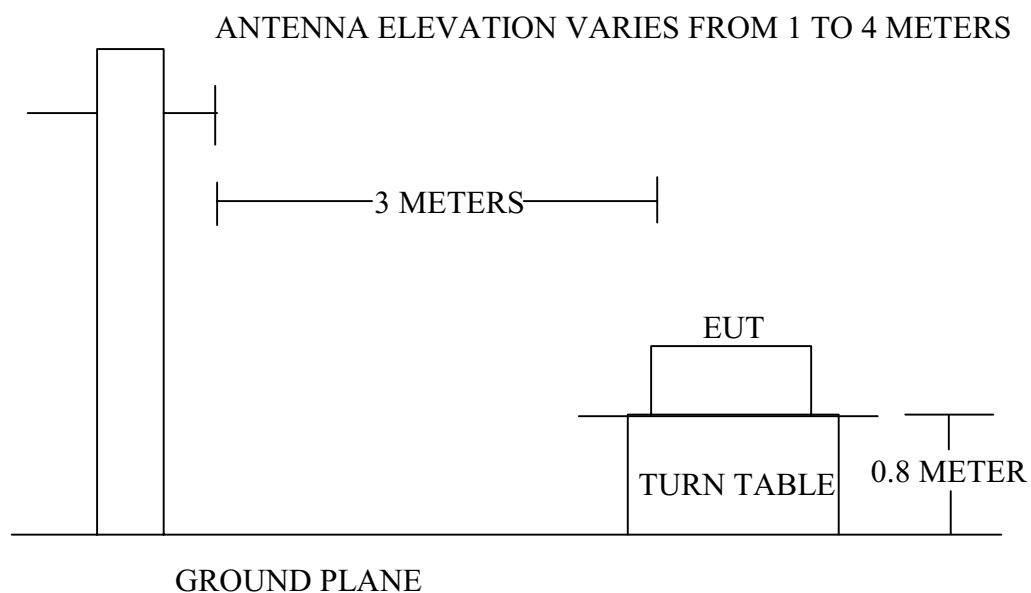 ANTENNA ELEVATION VARIES FROM 1 TO 4 METERS
3 METERS
EUT
TURN TABLE
0.8 METER
GROUND PLANE